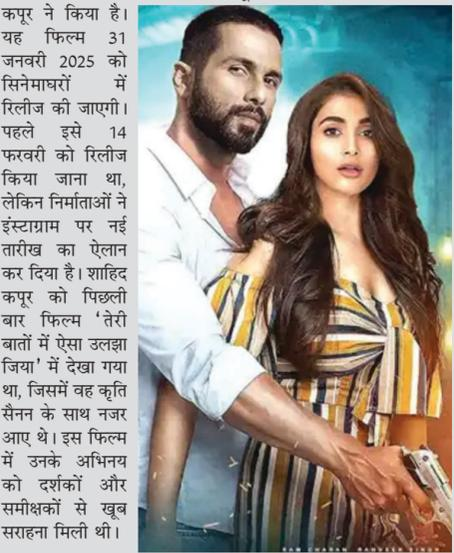 कपूर ने किया है।
यह फिल्म 31
जनवरी 2025 को
सिनेमाघरों में
रिलीज की जाएगी।
पहले इसे 14
फरवरी को रिलीज
किया जाना था,
लेकिन निर्माताओं ने
इंस्टाग्राम पर नई
तारीख का ऐलान
कर दिया है। शाहिद
कपूर को पिछली
बार फिल्म ‘तेरी
बातों में ऐसा उलझा
जिया’ में देखा गया
था, जिसमें वह कृति
सैनन के साथ नजर
आए थे। इस फिल्म
में उनके अभिनय
को दर्शकों और
समीक्षकों से खूब
सराहना मिली थी।